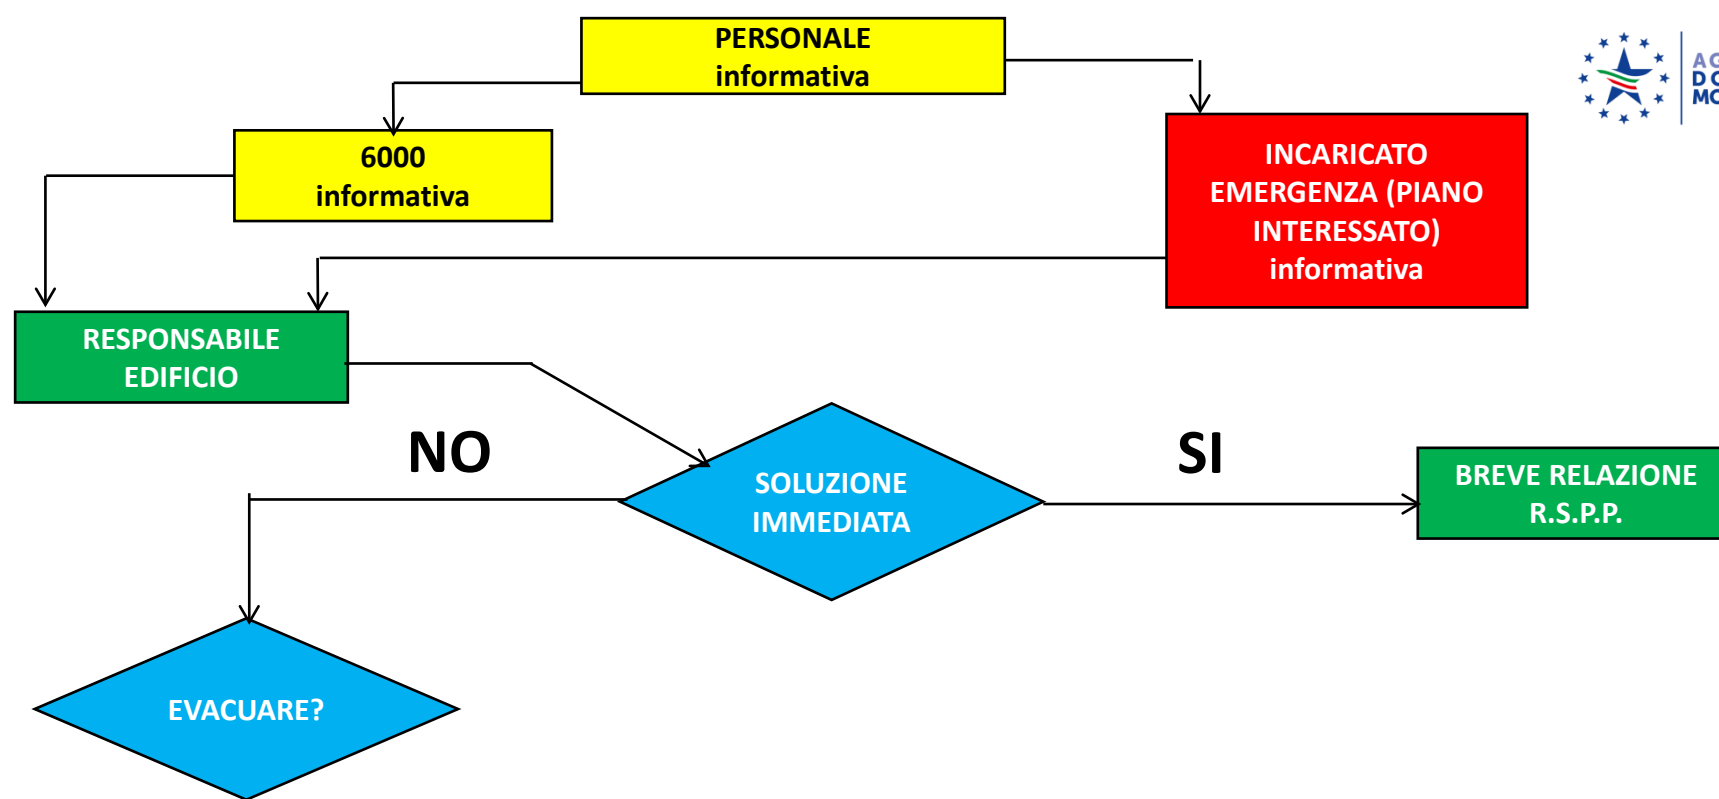 PERSONALE
informativa
6000
informativa
INCARICATO
EMERGENZA (PIANO
INTERESSATO)
informativa
RESPONSABILE
EDIFICIO
NO
SI
SOLUZIONE
IMMEDIATA
BREVE RELAZIONE
R.S.P.P.
EVACUARE?